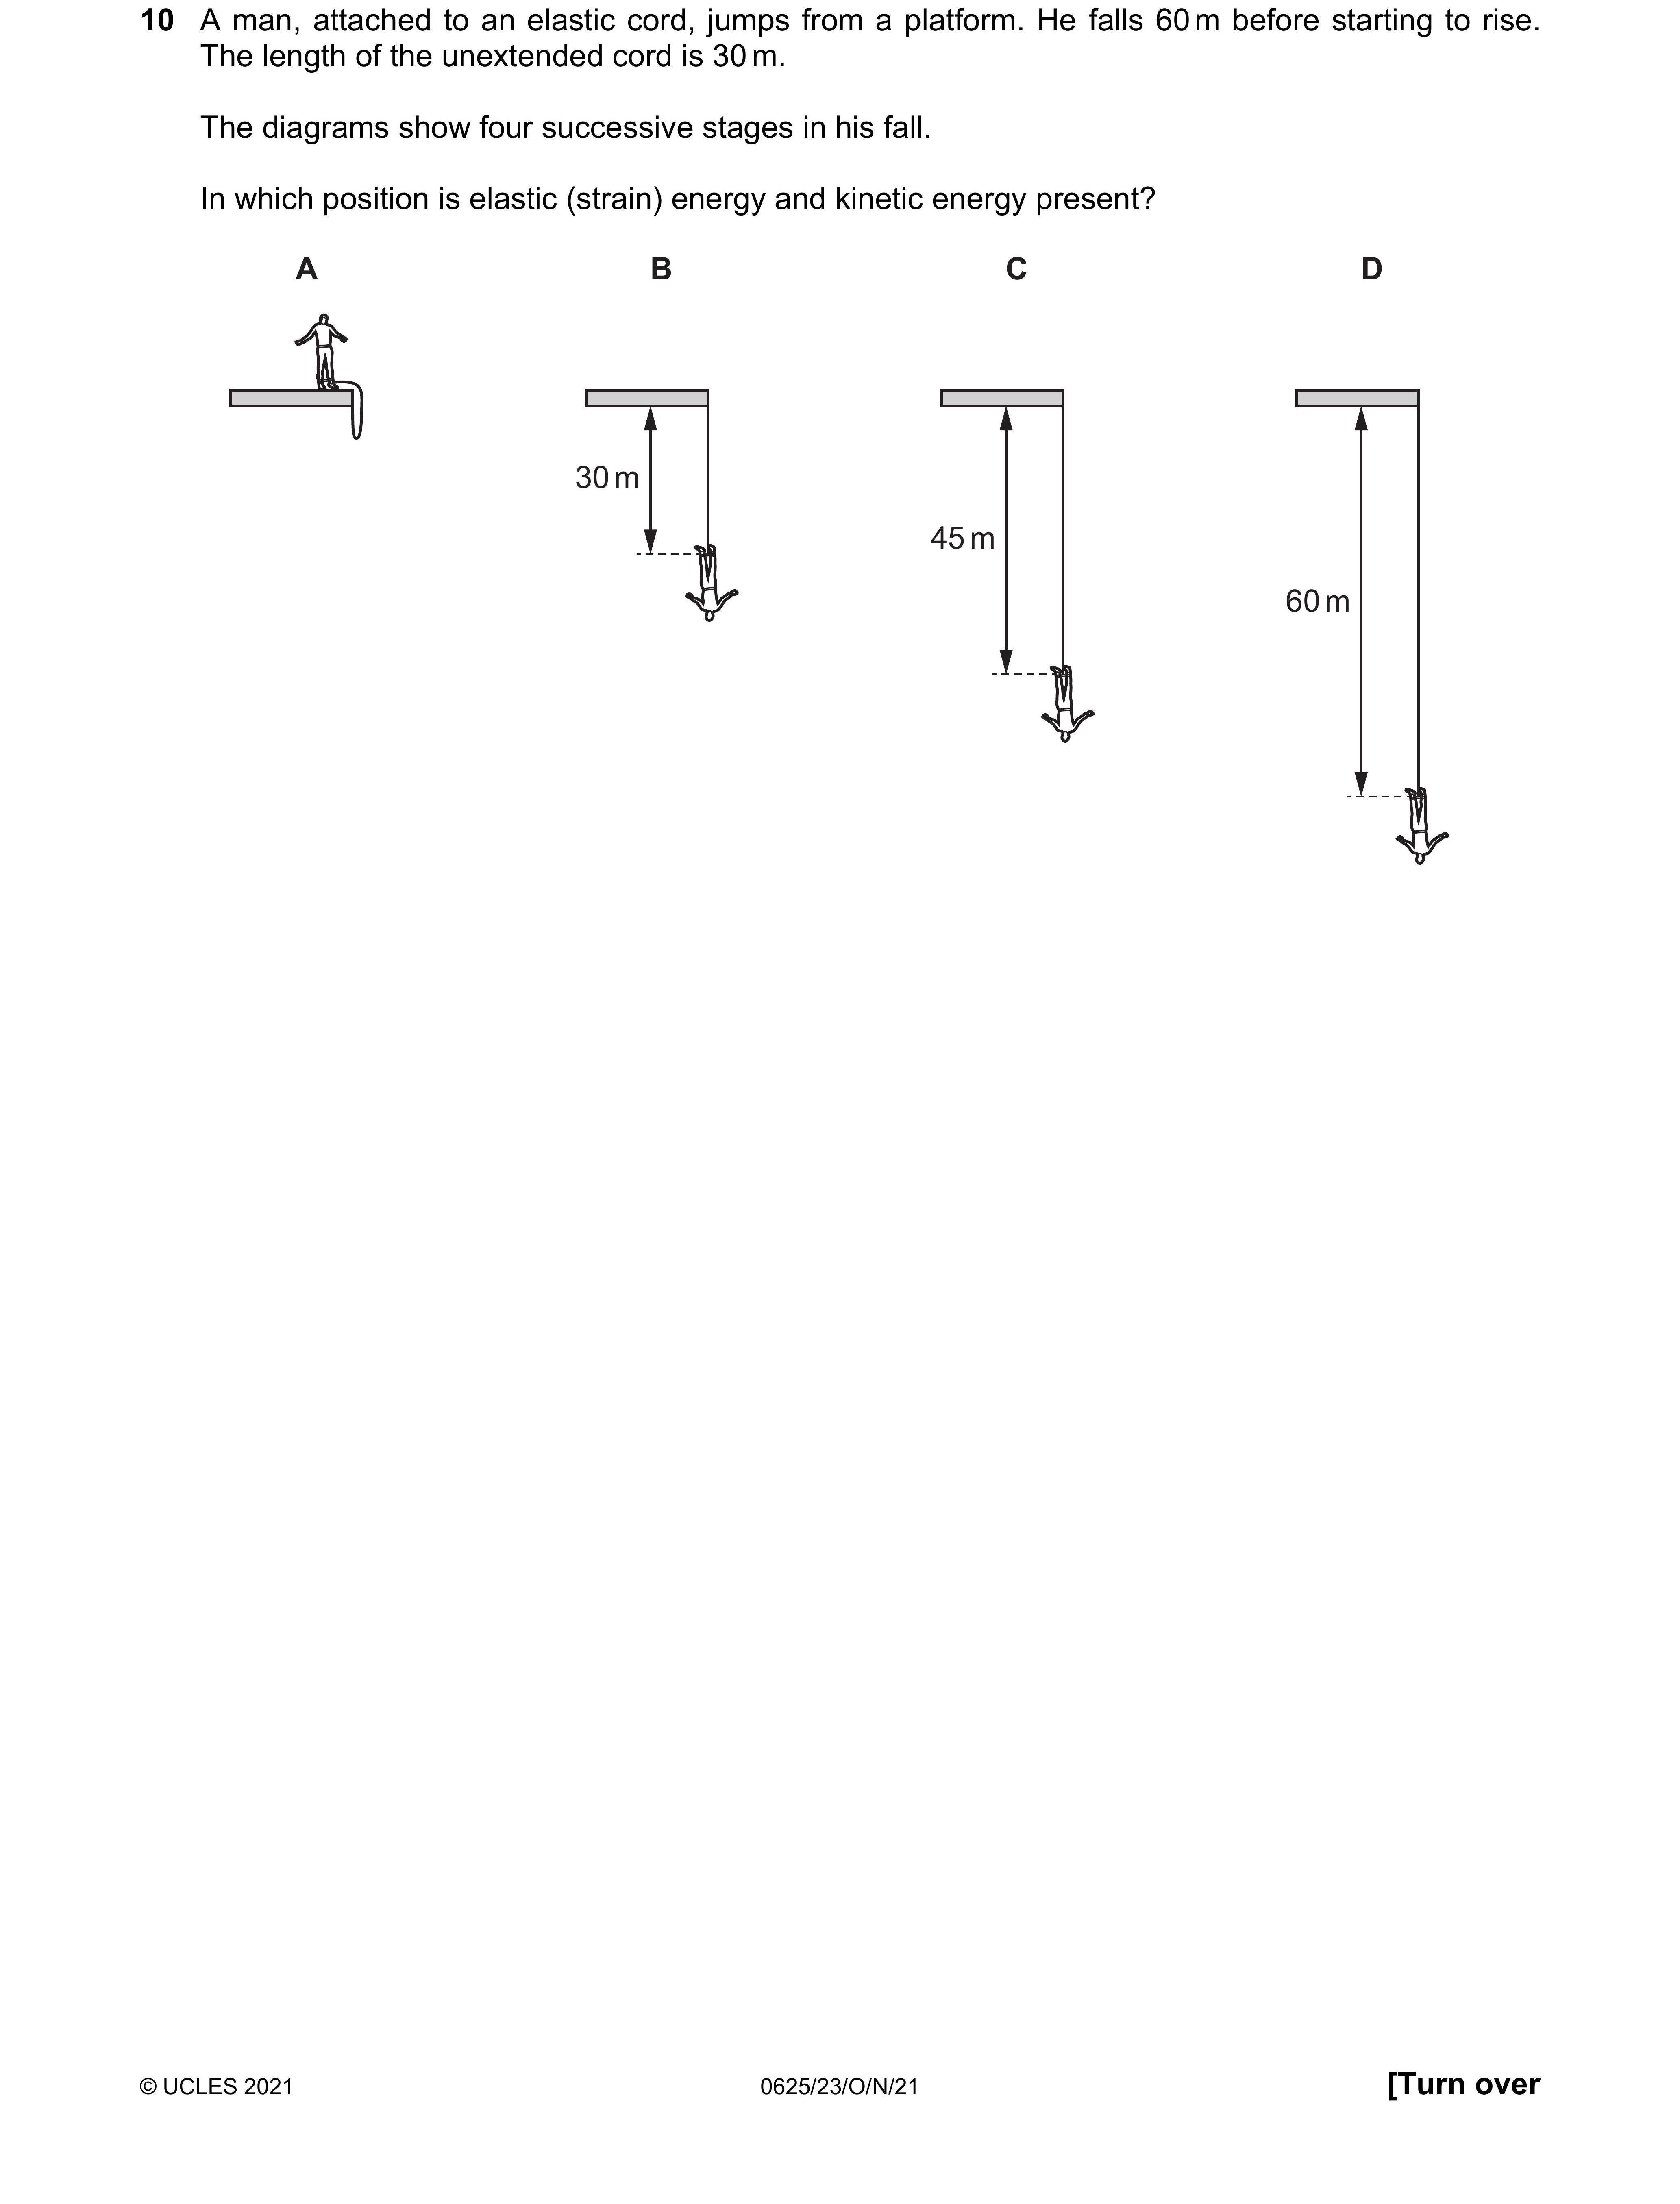 10 A man, attached to an elastic cord, jumps from a platform. He falls 60 m before starting to rise.
The length of the unextended cord is 30 m.
The diagrams show four successive stages in his fall.
In which position is elastic (strain) energy and kinetic energy present?
A B C D
30 m
45 m
60 m
© UCLES 2021 0625/23/O/N/21 [Turn over